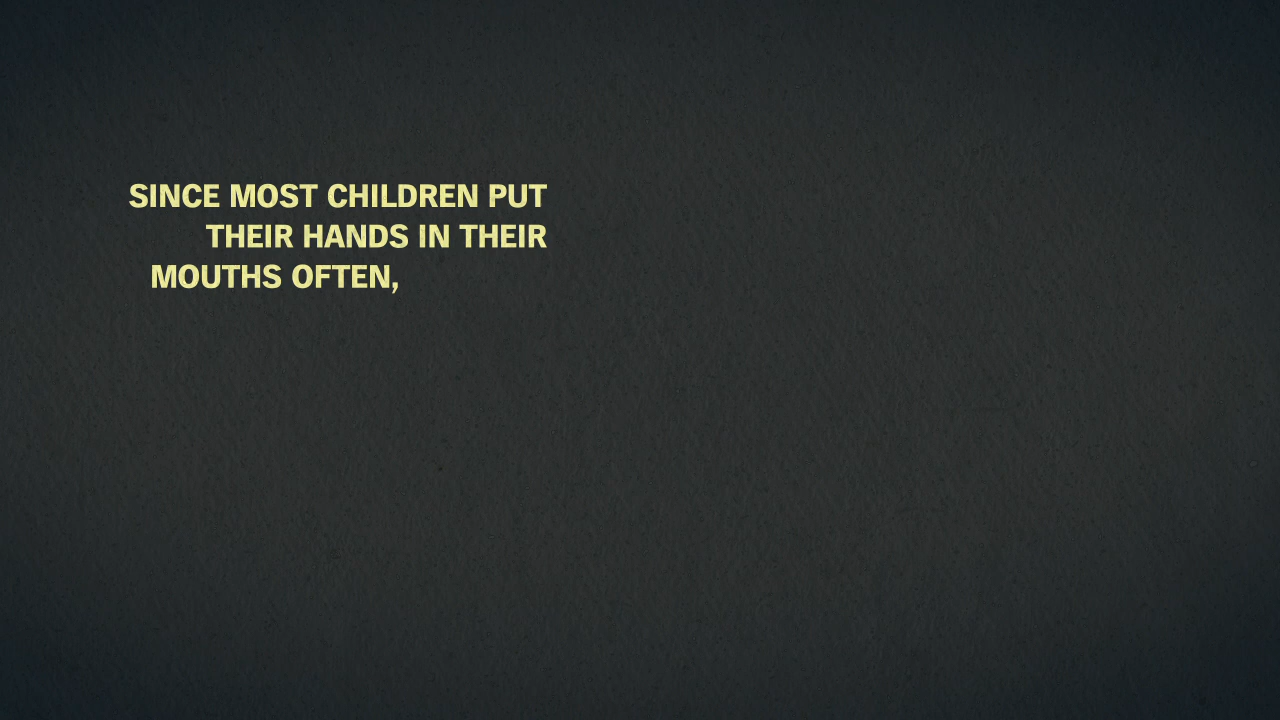 SINCE MOST CHILDREN PUT
THEIR HANDS IN THEIR
MOUTHS OFTEN,